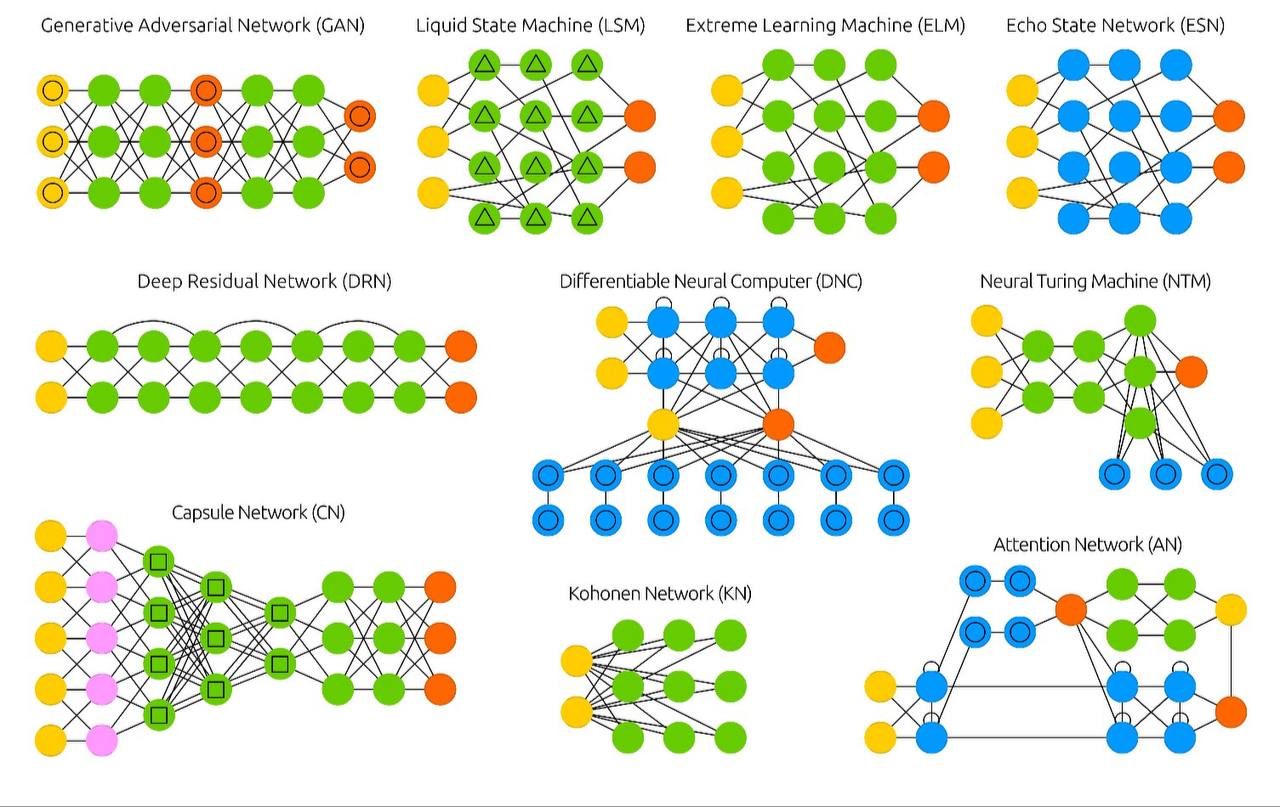 Generative Adversarial Network (GAN)
Liquid State Machine (LSM)
Extreme Learning Machine (ELM)
Echo State Network (ESN)
Deep Residual Network (DRN)
Differentiable Neural Computer (DNC)
Neural Turing Machine (NTM)
Capsule Network (CN)
Kohonen Network (KN)
Attention Network (AN)